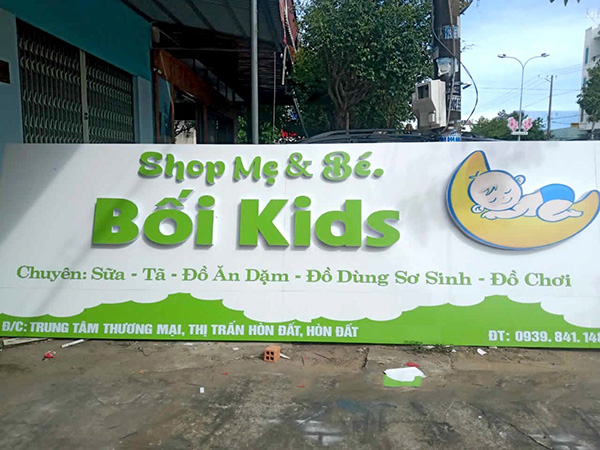 Shop Mẹ & Bé.
Bối Kids
Chuyên: Sữa - Tã - Đồ Ăn Dặm - Đồ Dùng Sơ Sinh - Đồ Chơi
Đ/C: TRUNG TÂM THƯƠNG MẠI, THỊ TRẤN HÒN ĐẤT, HÒN ĐẤT
ĐT: 0939. 841. 148